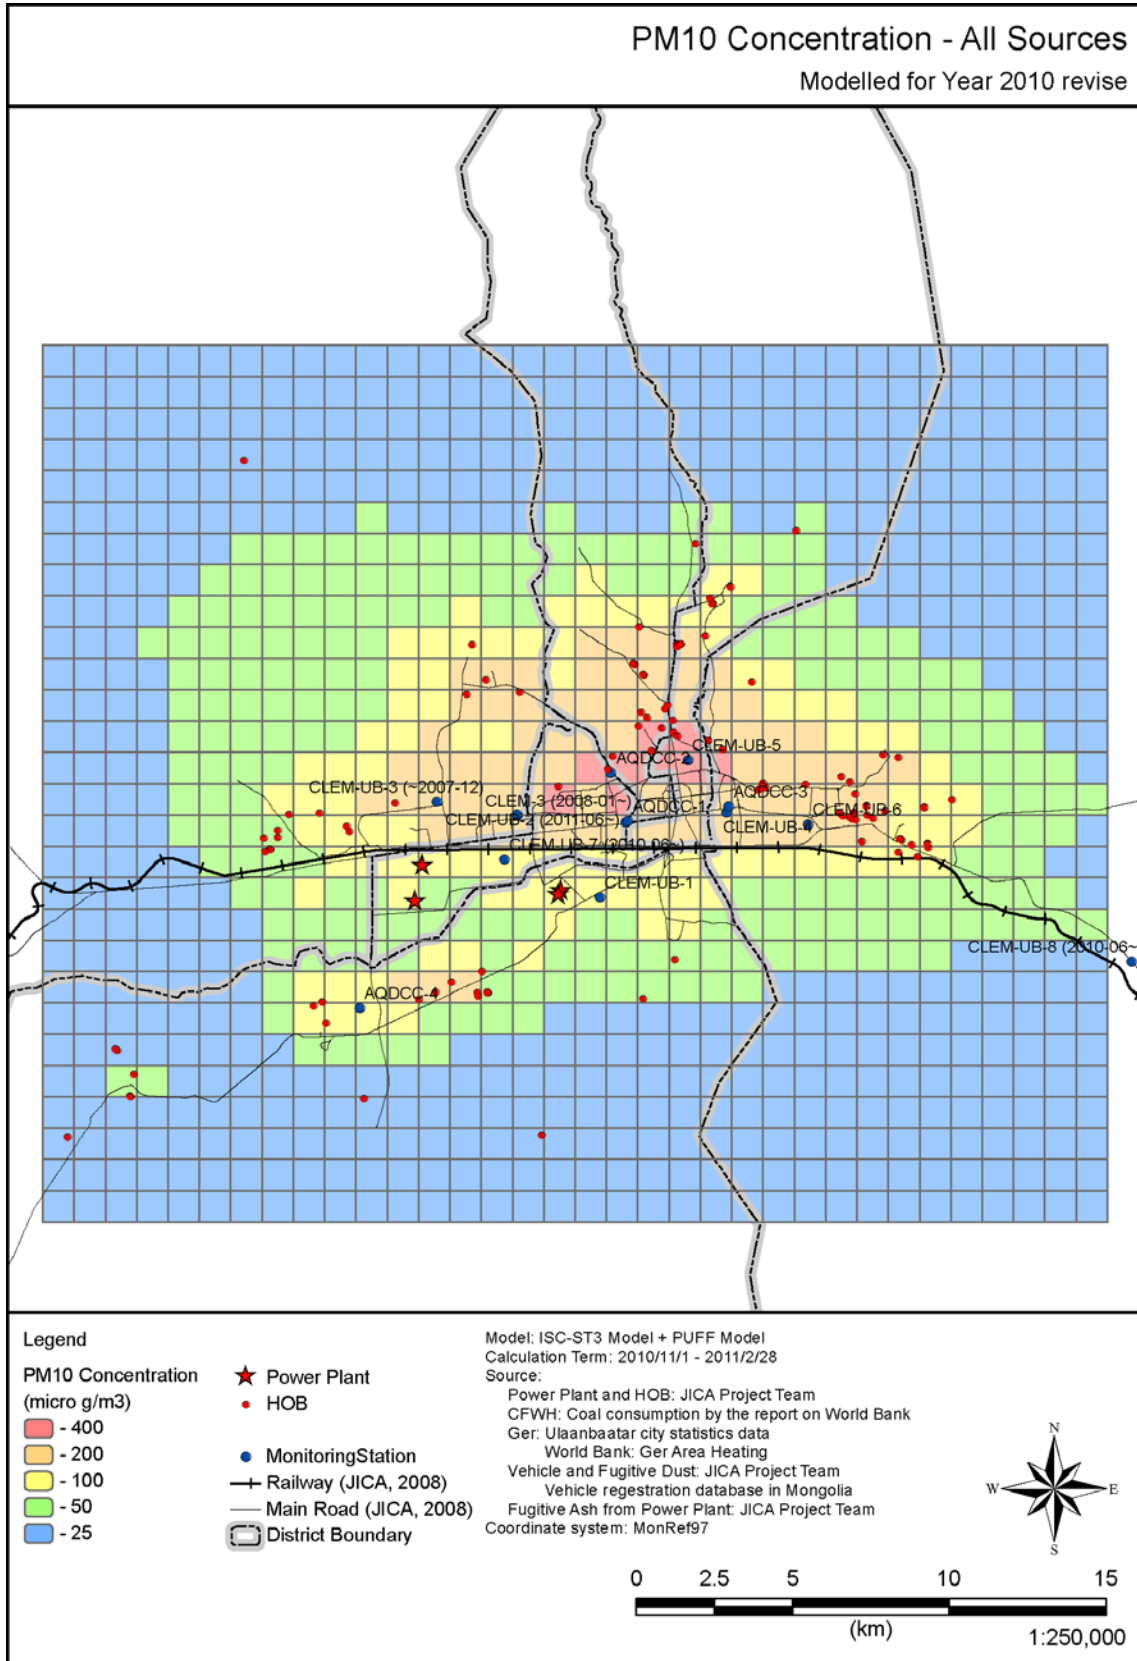 PM10 Concentration - All Sources
Modelled for Year 2010 revise
CLEM-UB-5
AQDCC-2
CLEM-UB-3 (~2007-12)
CLEM-3 (2008-01~)
AQDCC-1
AQDCC-3
CLEM-UB-6
CLEM-UB-2 (2011-06~)
CLEM-UB-4
CLEM-UB-7 (2010-06~)
CLEM-UB-1
CLEM-UB-8 (2010-06~
AQDCC-4
Legend
PM10 Concentration
(micro g/m3)
- 400
- 200
- 100
- 50
- 25
Power Plant
HOB
MonitoringStation
Railway (JICA, 2008)
Main Road (JICA, 2008)
District Boundary
Model: ISC-ST3 Model + PUFF Model
Calculation Term: 2010/11/1 - 2011/2/28
Source:
Power Plant and HOB: JICA Project Team
CFWH: Coal consumption by the report on World Bank
Ger: Ulaanbaatar city statistics data
World Bank: Ger Area Heating
Vehicle and Fugitive Dust: JICA Project Team
Vehicle regestration database in Mongolia
Fugitive Ash from Power Plant: JICA Project Team
Coordinate system: MonRef97
N
W
E
S
0 2.5 5 10 15
(km)
1:250,000